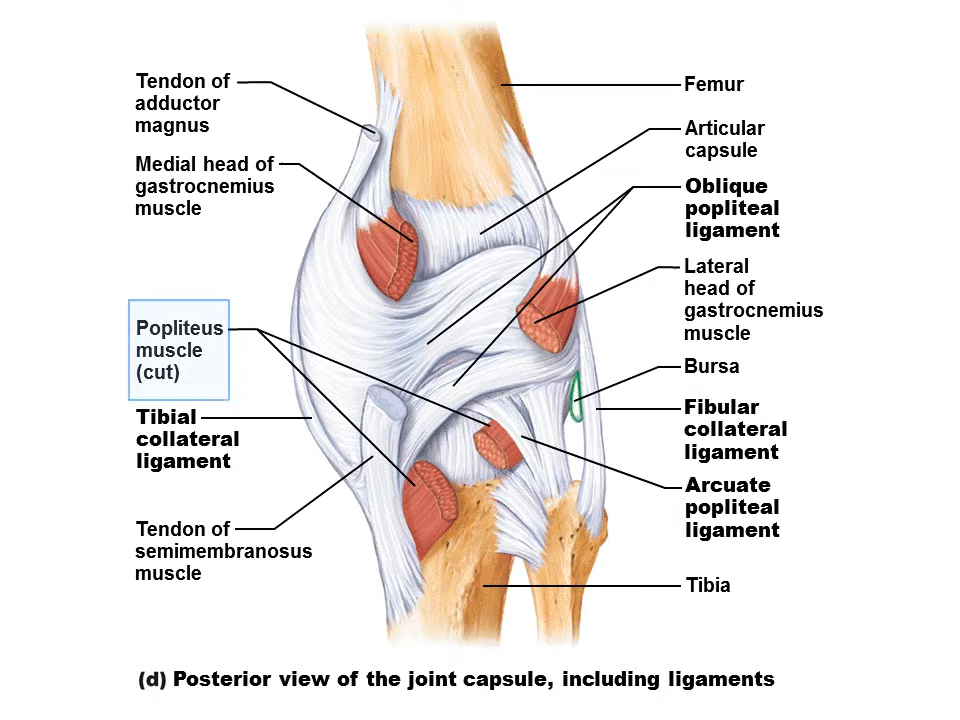 Tendon of
adductor
magnus
Medial head of
gastrocnemius
muscle
Popliteus
muscle
(cut)
Tibial
collateral
ligament
Tendon of
semimembranosus
muscle
Femur
Articular
capsule
Oblique
popliteal
ligament
Lateral
head of
gastrocnemius
muscle
Bursa
Fibular
collateral
ligament
Arcuate
popliteal
ligament
Tibia
(d) Posterior view of the joint capsule, including ligaments